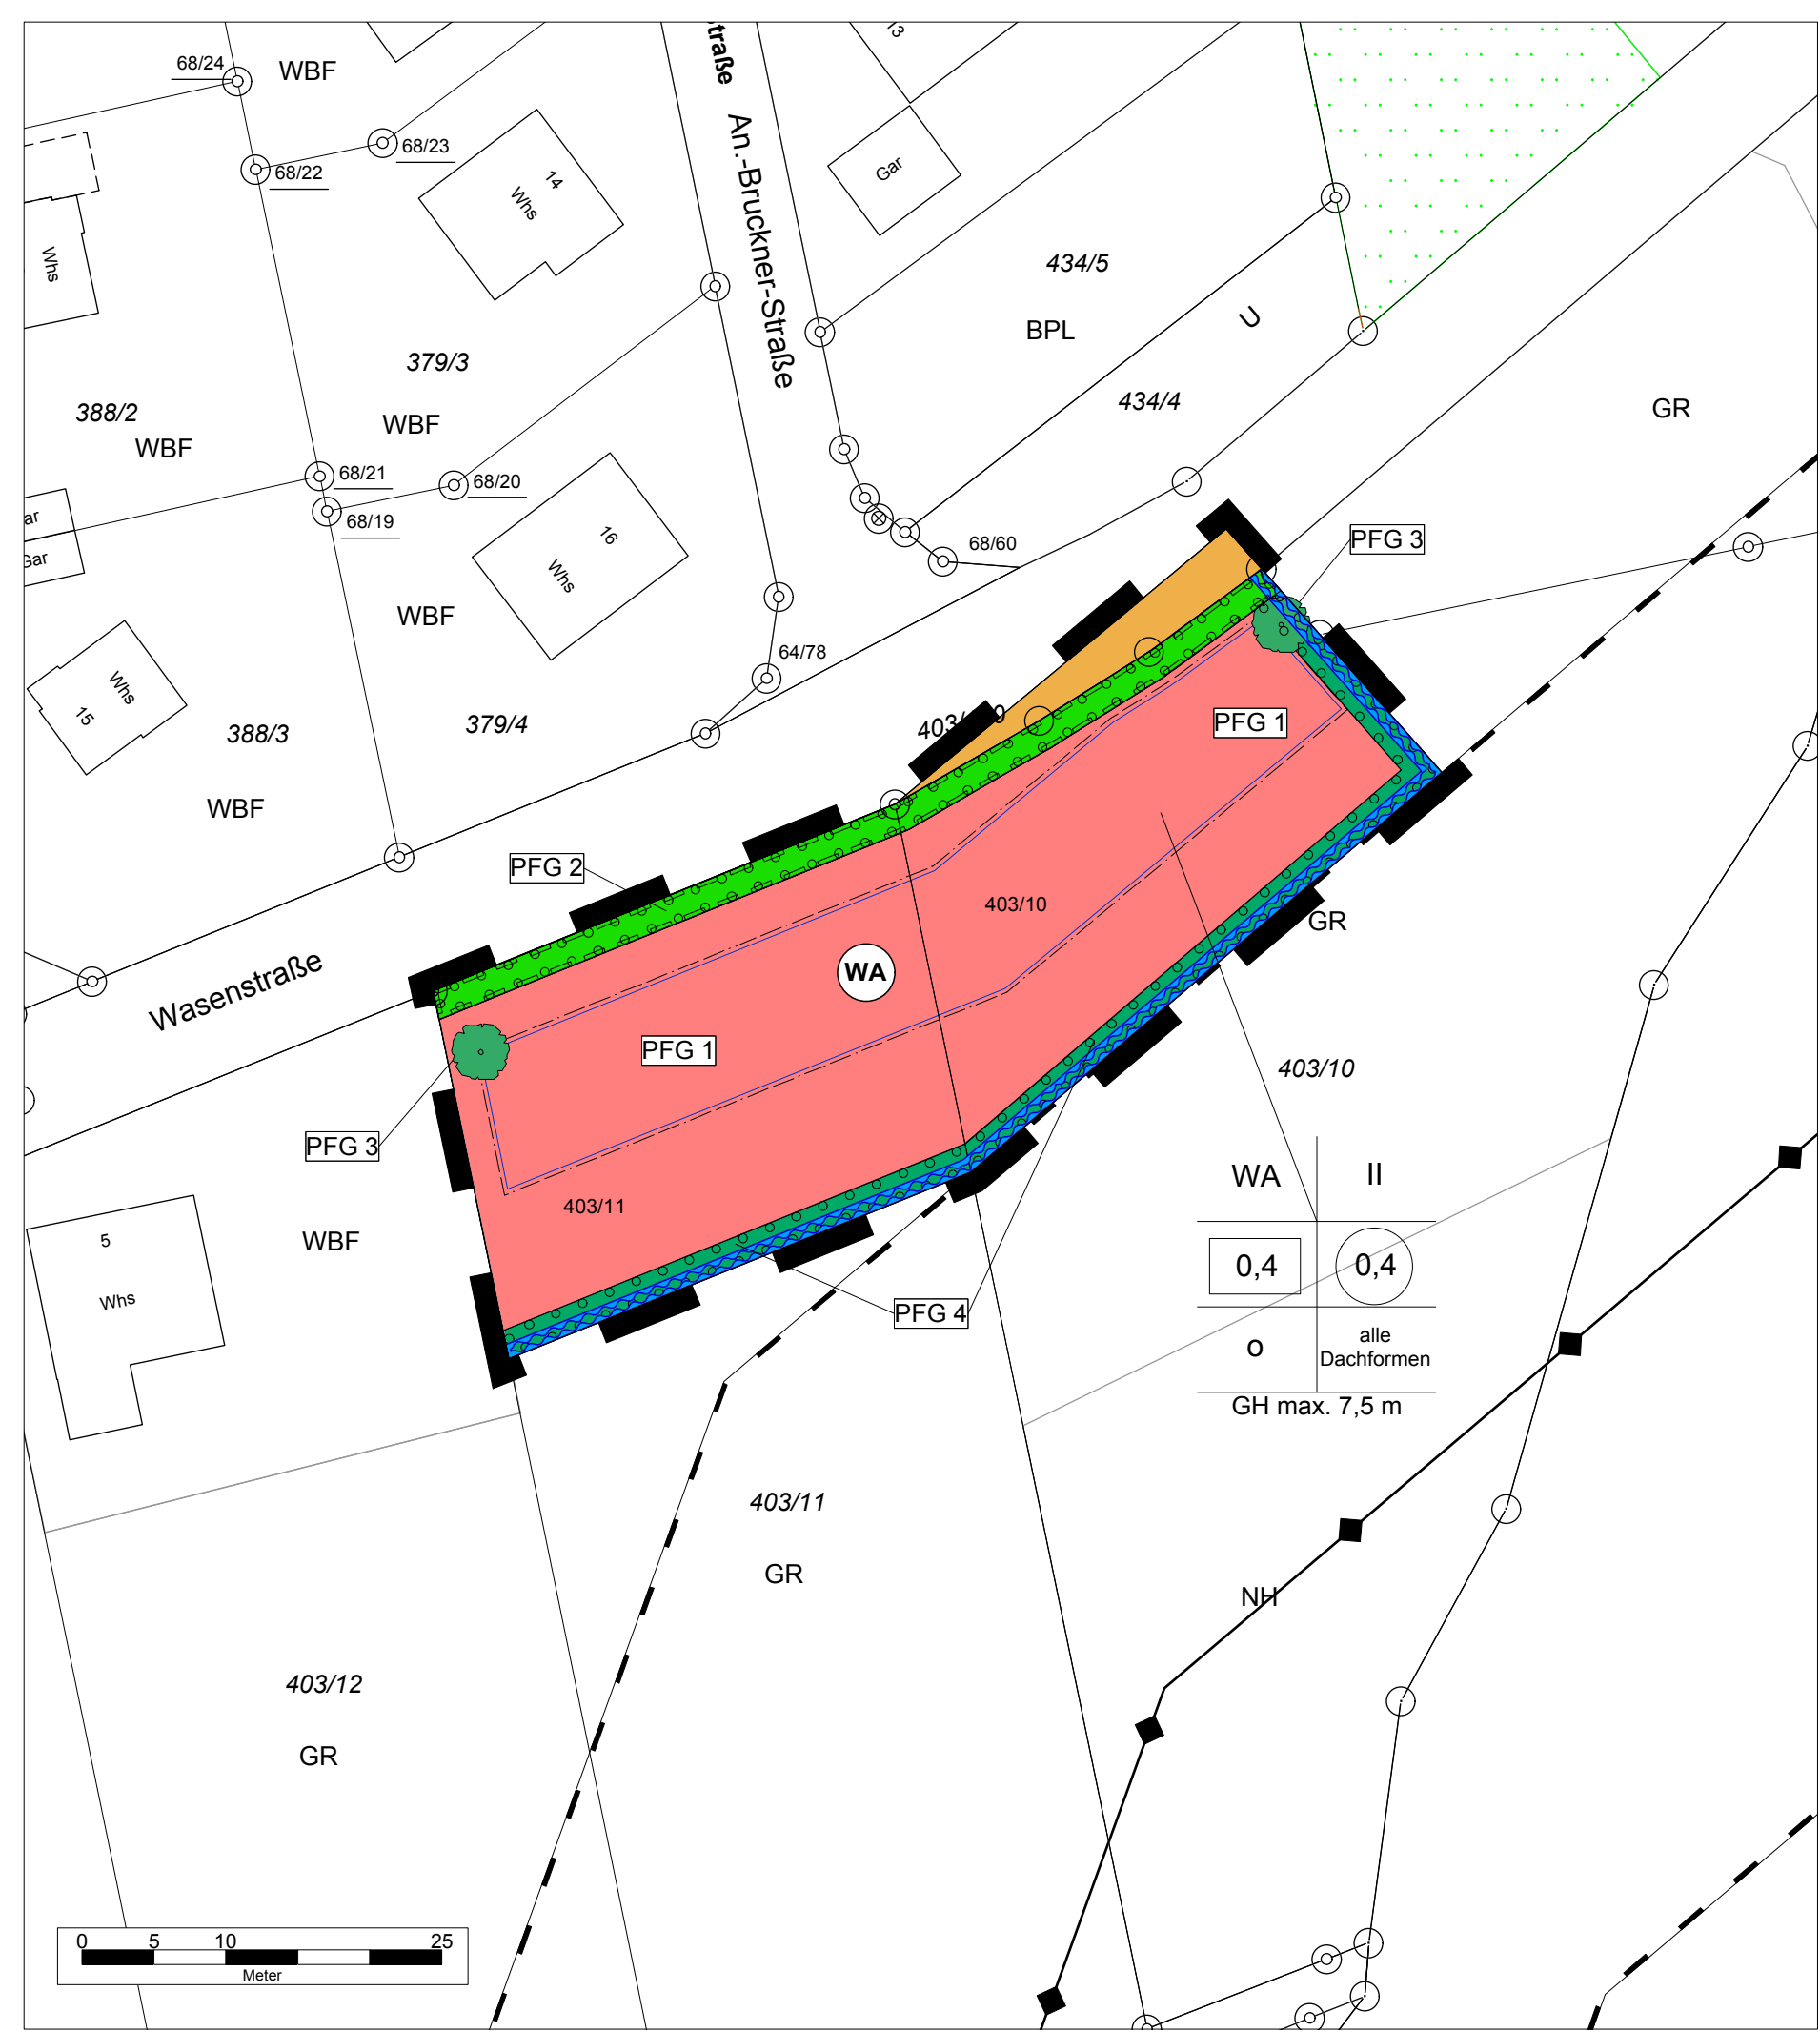 68/24
WBF
traße
An.-Bruckner-Straße
13
68/23
68/22
Whs
14
Whs
Gar
434/5
BPL
U
379/3
388/2
WBF
WBF
434/4
GR
68/21
68/20
68/19
16
Whs
ar
Gar
68/60
PFG 3
WBF
64/78
Whs
15
388/3
379/4
PFG 1
WBF
PFG 2
403/10
GR
WA
Wasenstraße
PFG 1
403/10
PFG 3
403/11
WA
II
WBF
5
Whs
0,4
0,4
PFG 4
o
alle
Dachformen
GH max. 7,5 m
403/11
GR
NH
403/12
GR
0 5 10 25
Meter